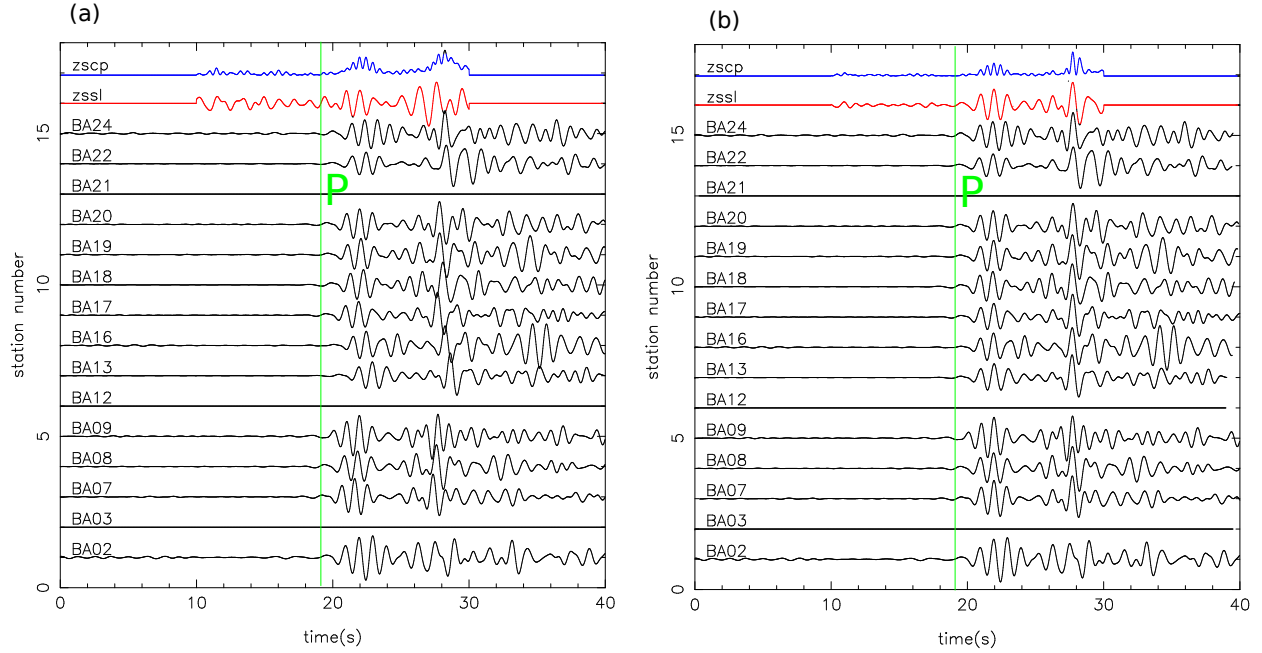 (a)
zscp
zssl
BA24
BA22
BA21
BA20
BA19
BA18
BA17
BA16
BA13
BA12
BA09
BA08
BA07
BA03
BA02
P
station number
0
5
10
15
0 10 20 30 40
time(s)
(b)
zscp
zssl
BA24
BA22
BA21
BA20
BA19
BA18
BA17
BA16
BA13
BA12
BA09
BA08
BA07
BA03
BA02
P
station number
0
5
10
15
0 10 20 30 40
time(s)